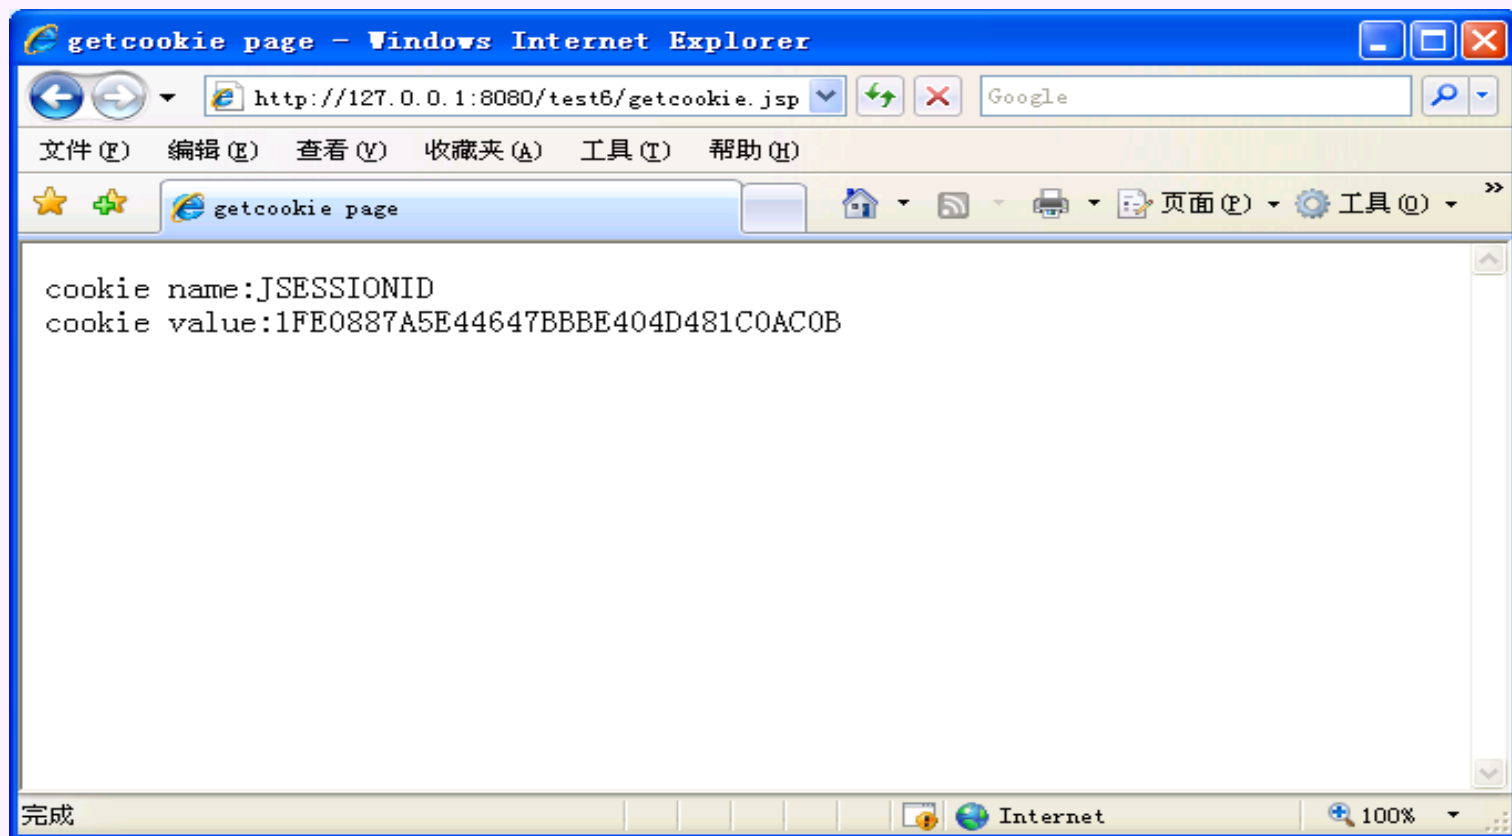 getcookie page - Windows Internet Explorer
http://127.0.0.1:8080/test6/getcookie.jsp
Google
文件(F) 编辑(E) 查看(V) 收藏夹(A) 工具(T) 帮助(H)
getcookie page
页面(P)
工具(O)
cookie name:JSESSIONID
cookie value:1FE0887A5E44647BBBE404D481C0AC0B
完成
Internet
100%